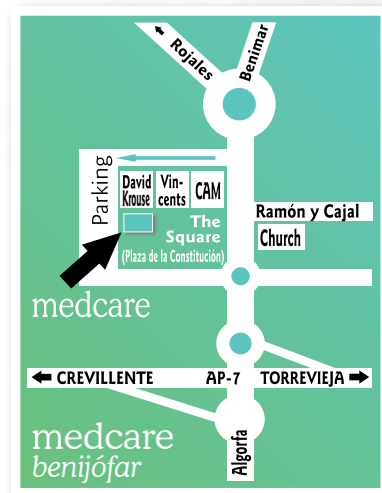 Rojales
Benimar
Parking
David
Krouse
Vin-
cents
CAM
The
Square
(Plaza de la Constitución)
Ramón y Cajal
Church
medcare
CREVILLENTE AP-7 TORREVIEJA
medcare
benijófar
Algorfa